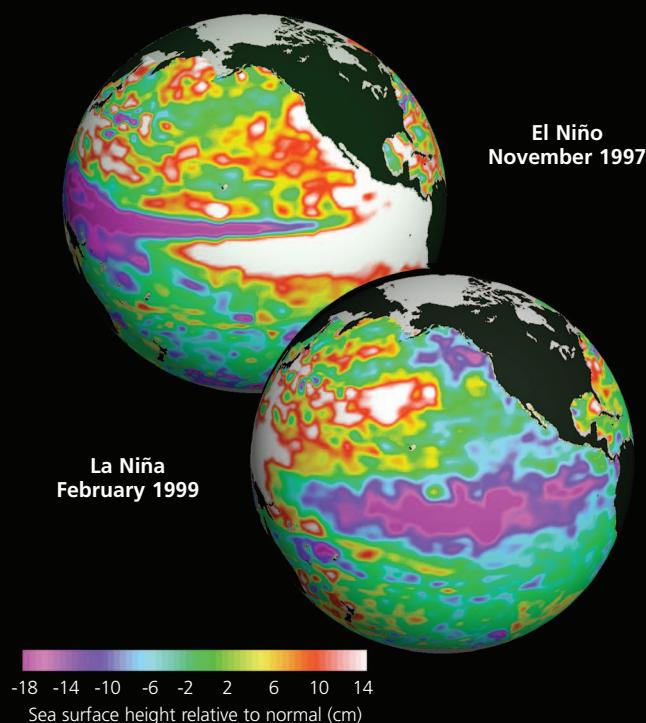 El Niño
November 1997
La Niña
February 1999
-18 -14 -10 -6 -2 2 6 10 14
Sea surface height relative to normal (cm)